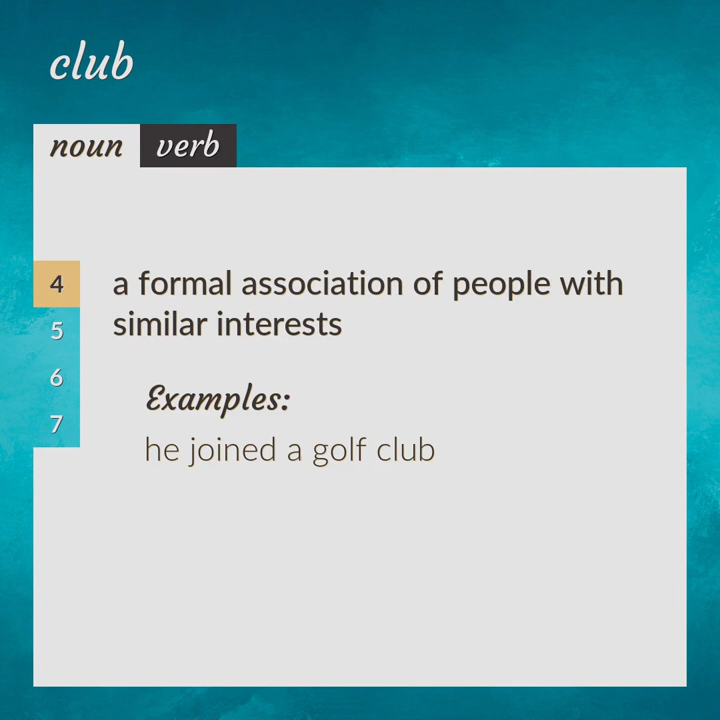 club
noun verb
4 a formal association of people with
similar interests
5
6
7
Examples:
he joined a golf club